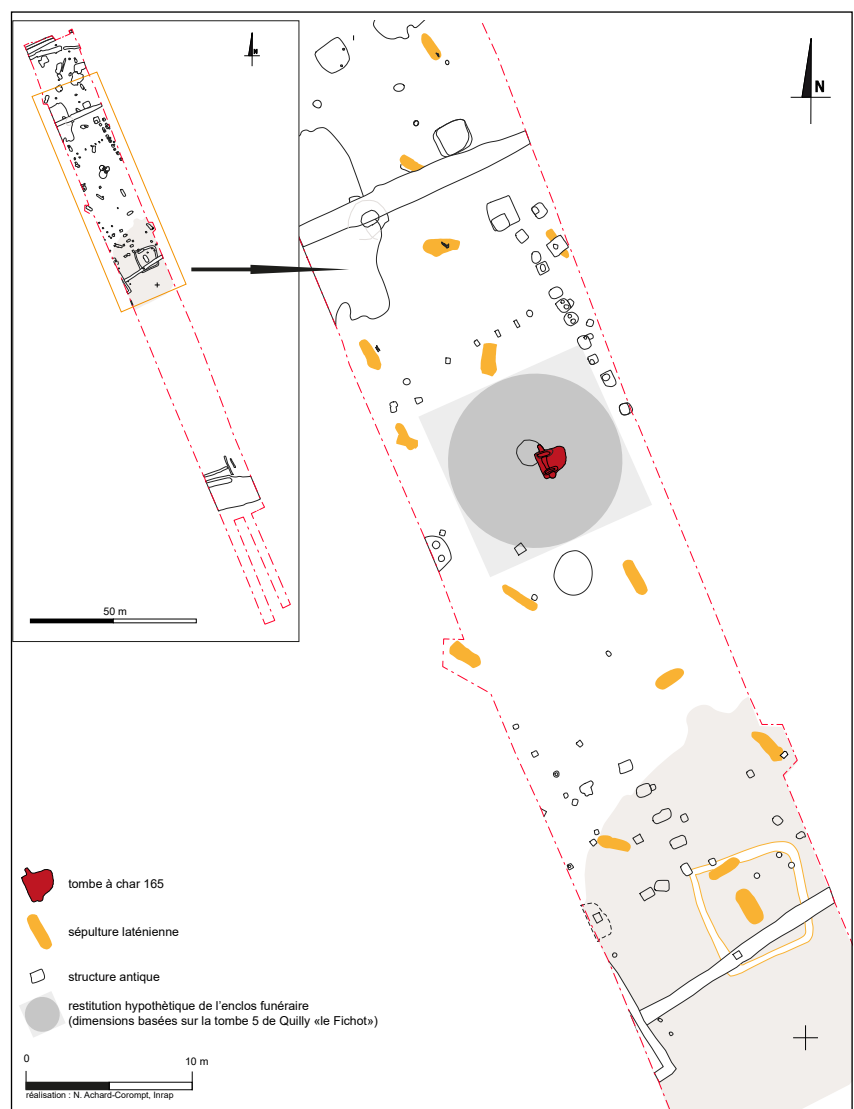 N
N
50 m
tombe à char 165
sépulture laténienne
structure antique
restitution hypothètique de l'enclos funéraire
(dimensions basées sur la tombe 5 de Quilly «le Fichot»)
0
10 m
réalisation : N. Achard-Corompt, Inrap